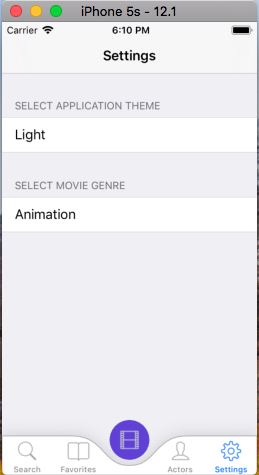 iPhone 5s - 12.1
Carrier 6:10 PM
Settings
SELECT APPLICATION THEME
Light
SELECT MOVIE GENRE
Animation
Search Favorites Actors Settings